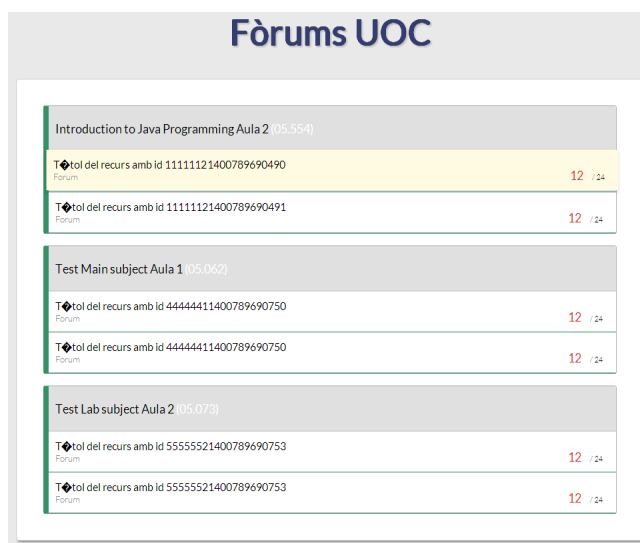 Fòrums UOC
Introduction to Java Programming Aula 2 (05.554)
T�tol del recurs amb id 11111121400789690490
Forum
12 / 24
T�tol del recurs amb id 11111121400789690491
Forum
12 / 24
Test Main subject Aula 1 (05.062)
T�tol del recurs amb id 44444411400789690750
Forum
12 / 24
T�tol del recurs amb id 44444411400789690750
Forum
12 / 24
Test Lab subject Aula 2 (05.073)
T�tol del recurs amb id 55555521400789690753
Forum
12 / 24
T�tol del recurs amb id 55555521400789690753
Forum
12 / 24